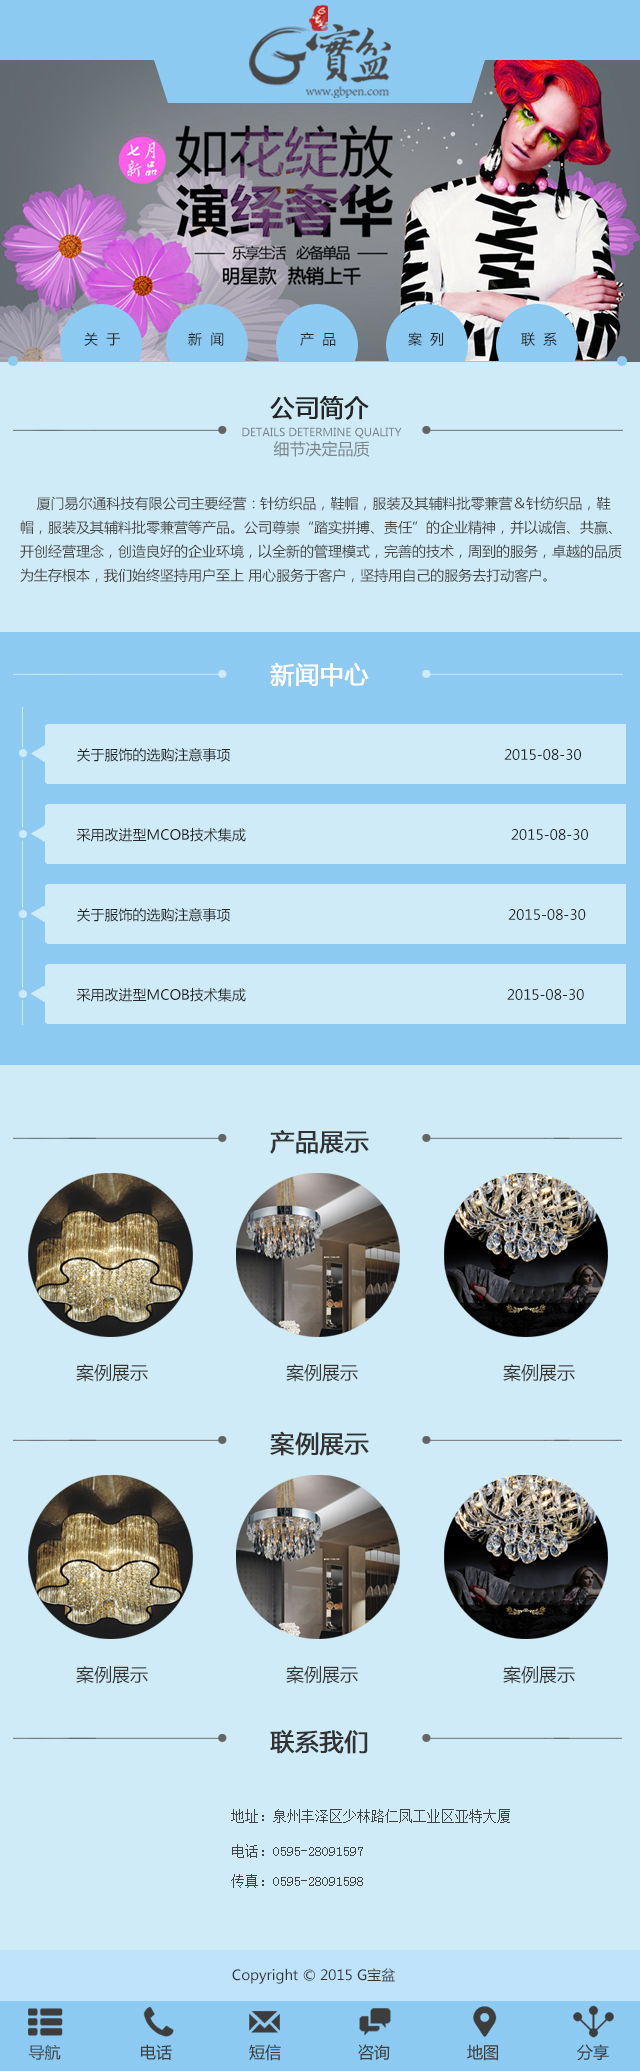 G寳盆
www.gbpen.com
七月
新品
如花绽放
演绎奢华
乐享生活 必备单品
明星款 热销上千
关于 新闻 产品 案列 联系
公司简介
DETAILS DETERMINE QUALITY
细节决定品质
厦门易尔通科技有限公司主要经营：针纺织品，鞋帽，服装及其辅料批零兼营＆针纺织品，鞋
帽，服装及其辅料批零兼营等产品。公司尊崇“踏实拼搏、责任”的企业精神，并以诚信、共赢、
开创经营理念，创造良好的企业环境，以全新的管理模式，完善的技术，周到的服务，卓越的品质
为生存根本，我们始终坚持用户至上 用心服务于客户，坚持用自己的服务去打动客户。
新闻中心
关于服饰的选购注意事项 2015-08-30
采用改进型MCOB技术集成 2015-08-30
关于服饰的选购注意事项 2015-08-30
采用改进型MCOB技术集成 2015-08-30
产品展示
案例展示 案例展示 案例展示
案例展示
案例展示 案例展示 案例展示
联系我们
地址：泉州丰泽区少林路仁凤工业区亚特大厦
电话：0595-28091597
传真：0595-28091598
Copyright © 2015 G宝盆
导航 电话 短信 咨询 地图 分享